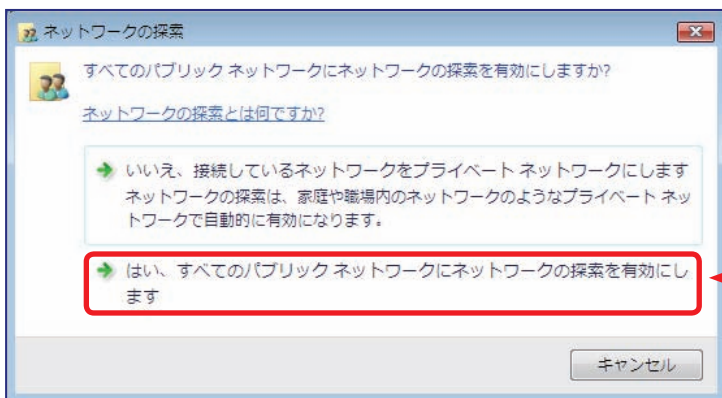 ネットワークの探索
すべてのパブリック ネットワークにネットワークの探索を有効にしますか?
ネットワークの探索とは何ですか?
いいえ、接続しているネットワークをプライベート ネットワークにします
ネットワークの探索は、家庭や職場内のネットワークのようなプライベート ネッ
トワークで自動的に有効になります。
はい、すべてのパブリック ネットワークにネットワークの探索を有効にし
ます
キャンセル